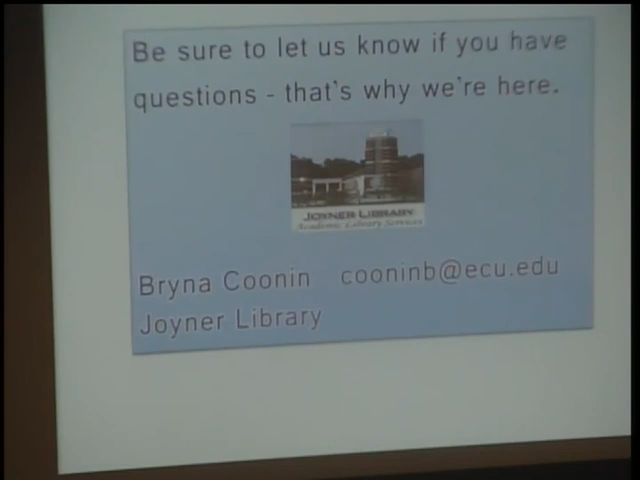 Be sure to let us know if you have
questions - that's why we're here.
JOYNER LIBRARY
Academic Library Services
Bryna Coonin cooninb@ecu.edu
Joyner Library